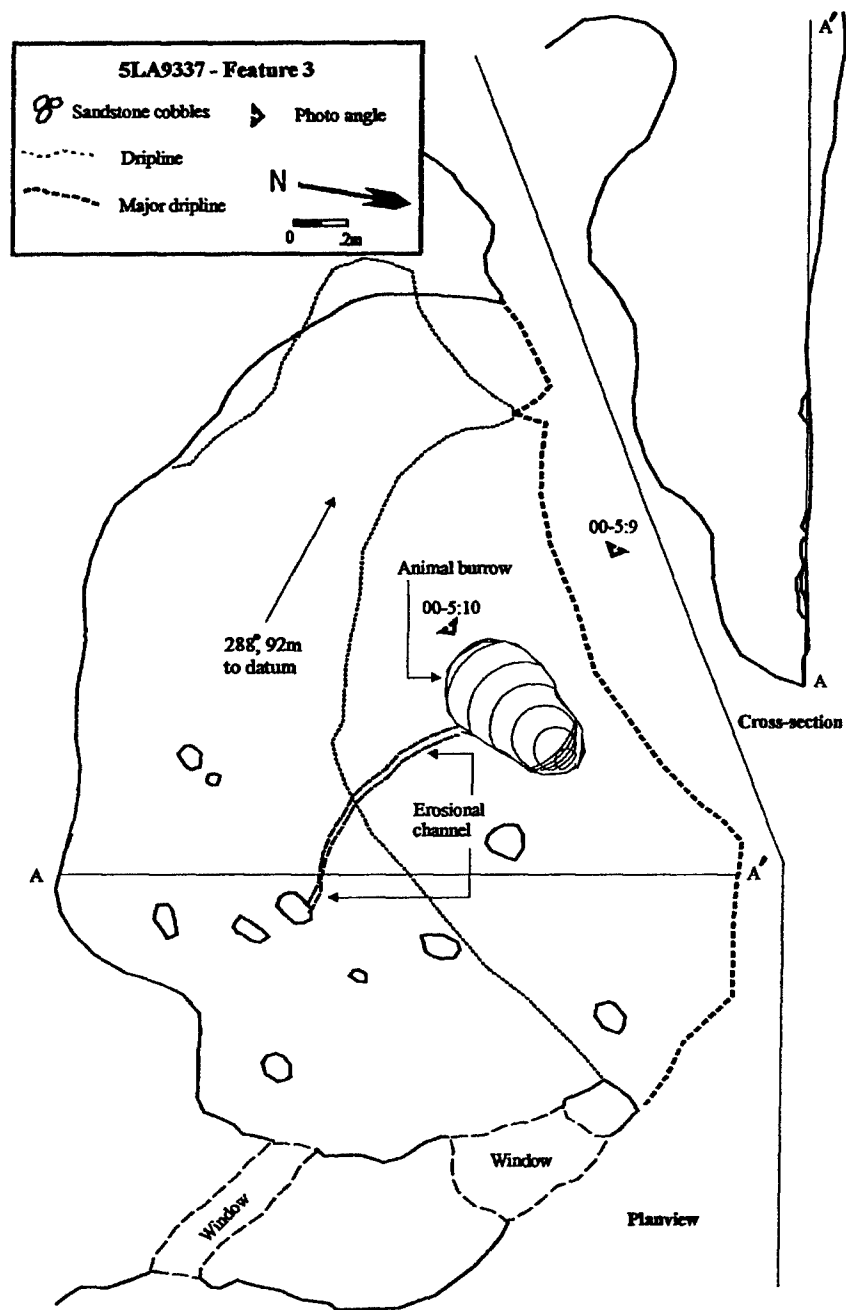 5LA9337 - Feature 3
Sandstone cobbles
Photo angle
Dripline
Major dripline
N
0 .2m
A'
00-5:9
Animal burrow
00-5:10
288°, 92m
to datum
A
Cross-section
Erosional
channel
A
A'
Window
Window
Planview